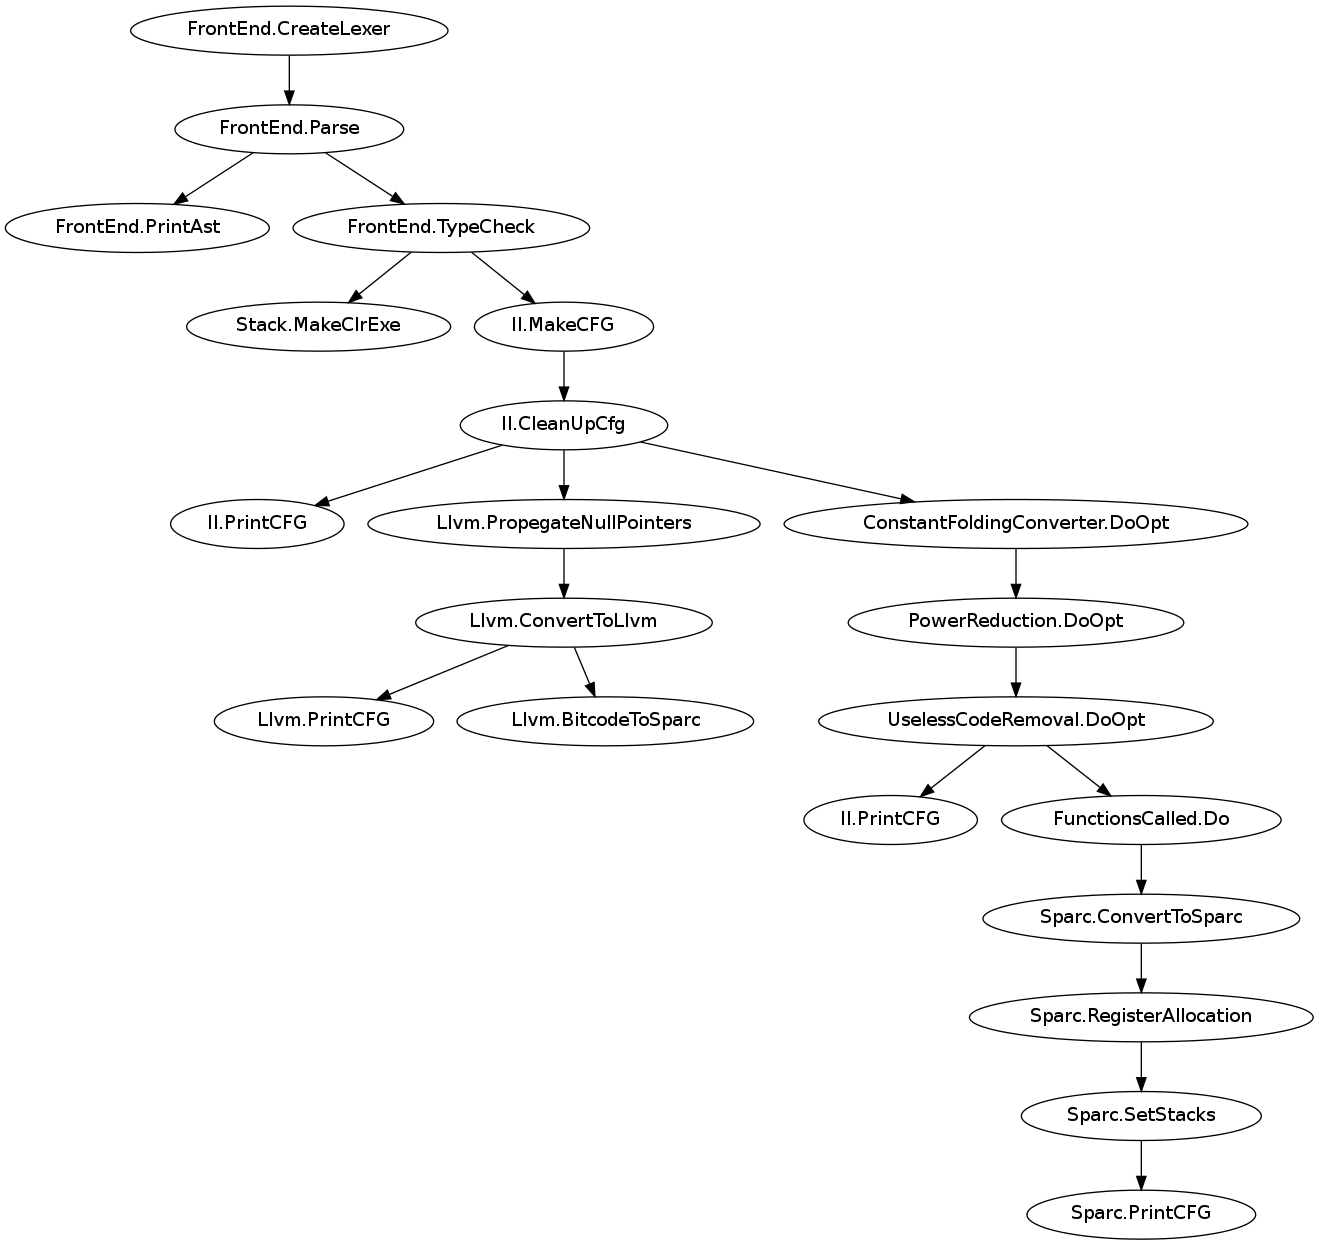 FrontEnd.CreateLexer
FrontEnd.Parse
FrontEnd.PrintAst
FrontEnd.TypeCheck
Stack.MakeClrExe
Il.MakeCFG
Il.CleanUpCfg
Il.PrintCFG
Llvm.PropegateNullPointers
ConstantFoldingConverter.DoOpt
Llvm.ConvertToLlvm
PowerReduction.DoOpt
Llvm.PrintCFG
Llvm.BitcodeToSparc
UselessCodeRemoval.DoOpt
Il.PrintCFG
FunctionsCalled.Do
Sparc.ConvertToSparc
Sparc.RegisterAllocation
Sparc.SetStacks
Sparc.PrintCFG